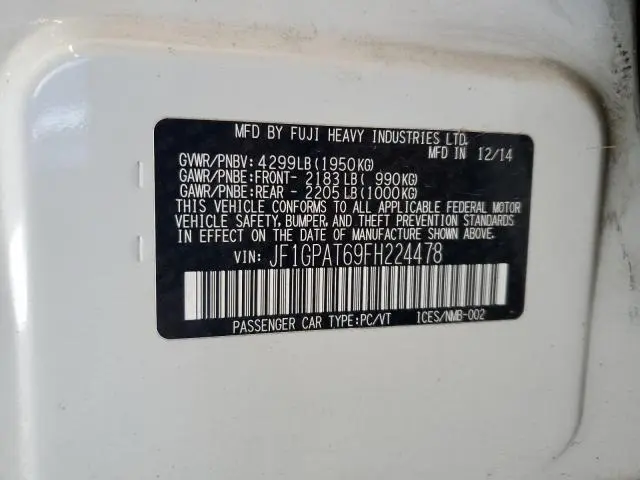 MFD BY FUJI HEAVY INDUSTRIES LTD.
MFD IN 12/14
GVWR/PNBV: 4299LB(1950KG)
GAWR/PNBE:FRONT- 2183LB( 990KG)
GAWR/PNBE:REAR - 2205LB(1000KG)
THIS VEHICLE CONFORMS TO ALL APPLICABLE FEDERAL MOTOR
VEHICLE SAFETY, BUMPER, AND THEFT PREVENTION STANDARDS
IN EFFECT ON THE DATE OF MANUFACTURE SHOWN ABOVE.
VIN: JF1GPAT69FH224478
PASSENGER CAR TYPE:PC/VT ICES/NMB-002